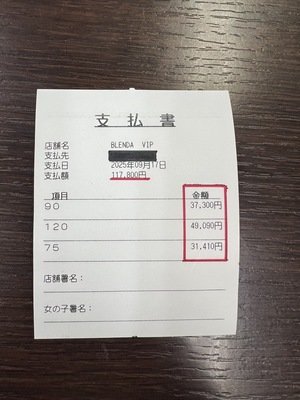 支払書
店舗名 BLENDA VIP
支払先
支払日 2025年09月17日
支払額 117,800円
項目 金額
90 37,300円
120 49,090円
75 31,410円
店舗署名：
女の子署名：